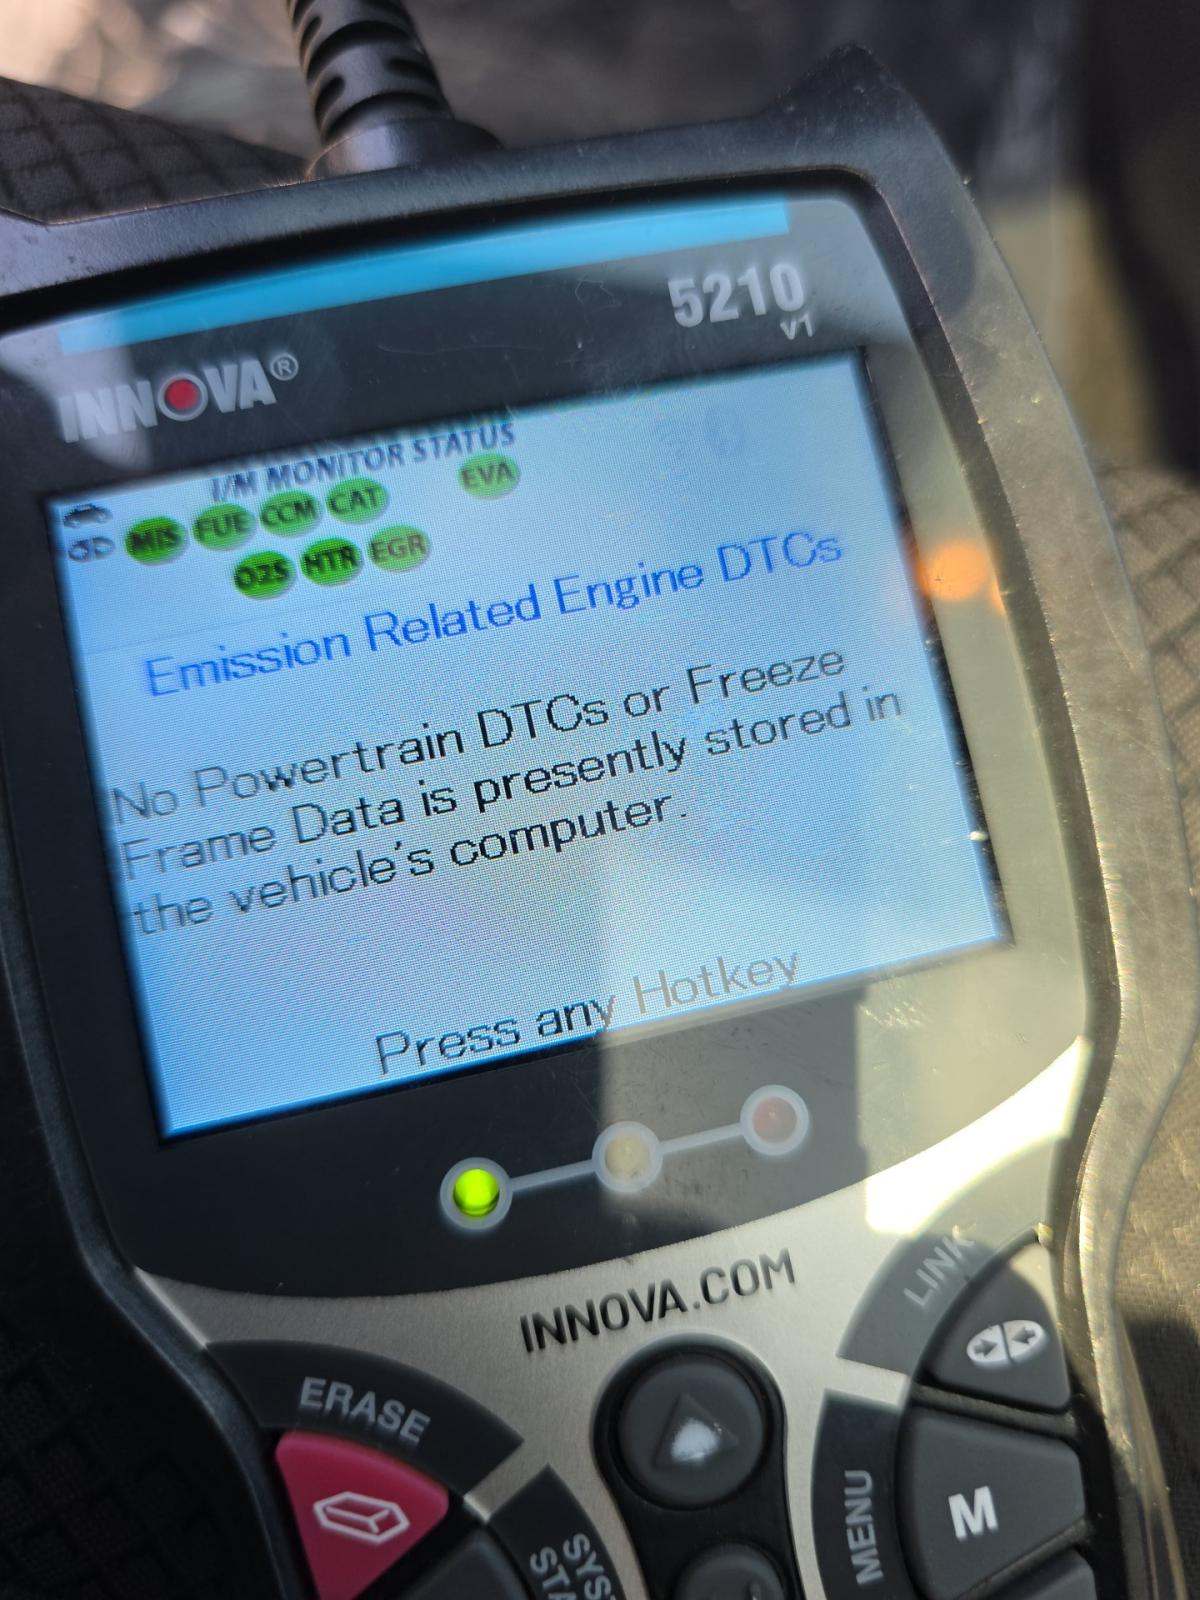 5210
V1
INNOVA®
I/M MONITOR STATUS
MIS FUE CCM CAT EVA
O2S HTR EGR
Emission Related Engine DTCs
No Powertrain DTCs or Freeze
Frame Data is presently stored in
the vehicle's computer.
Press any Hotkey
INNOVA.COM
LINK
ERASE
MENU
M